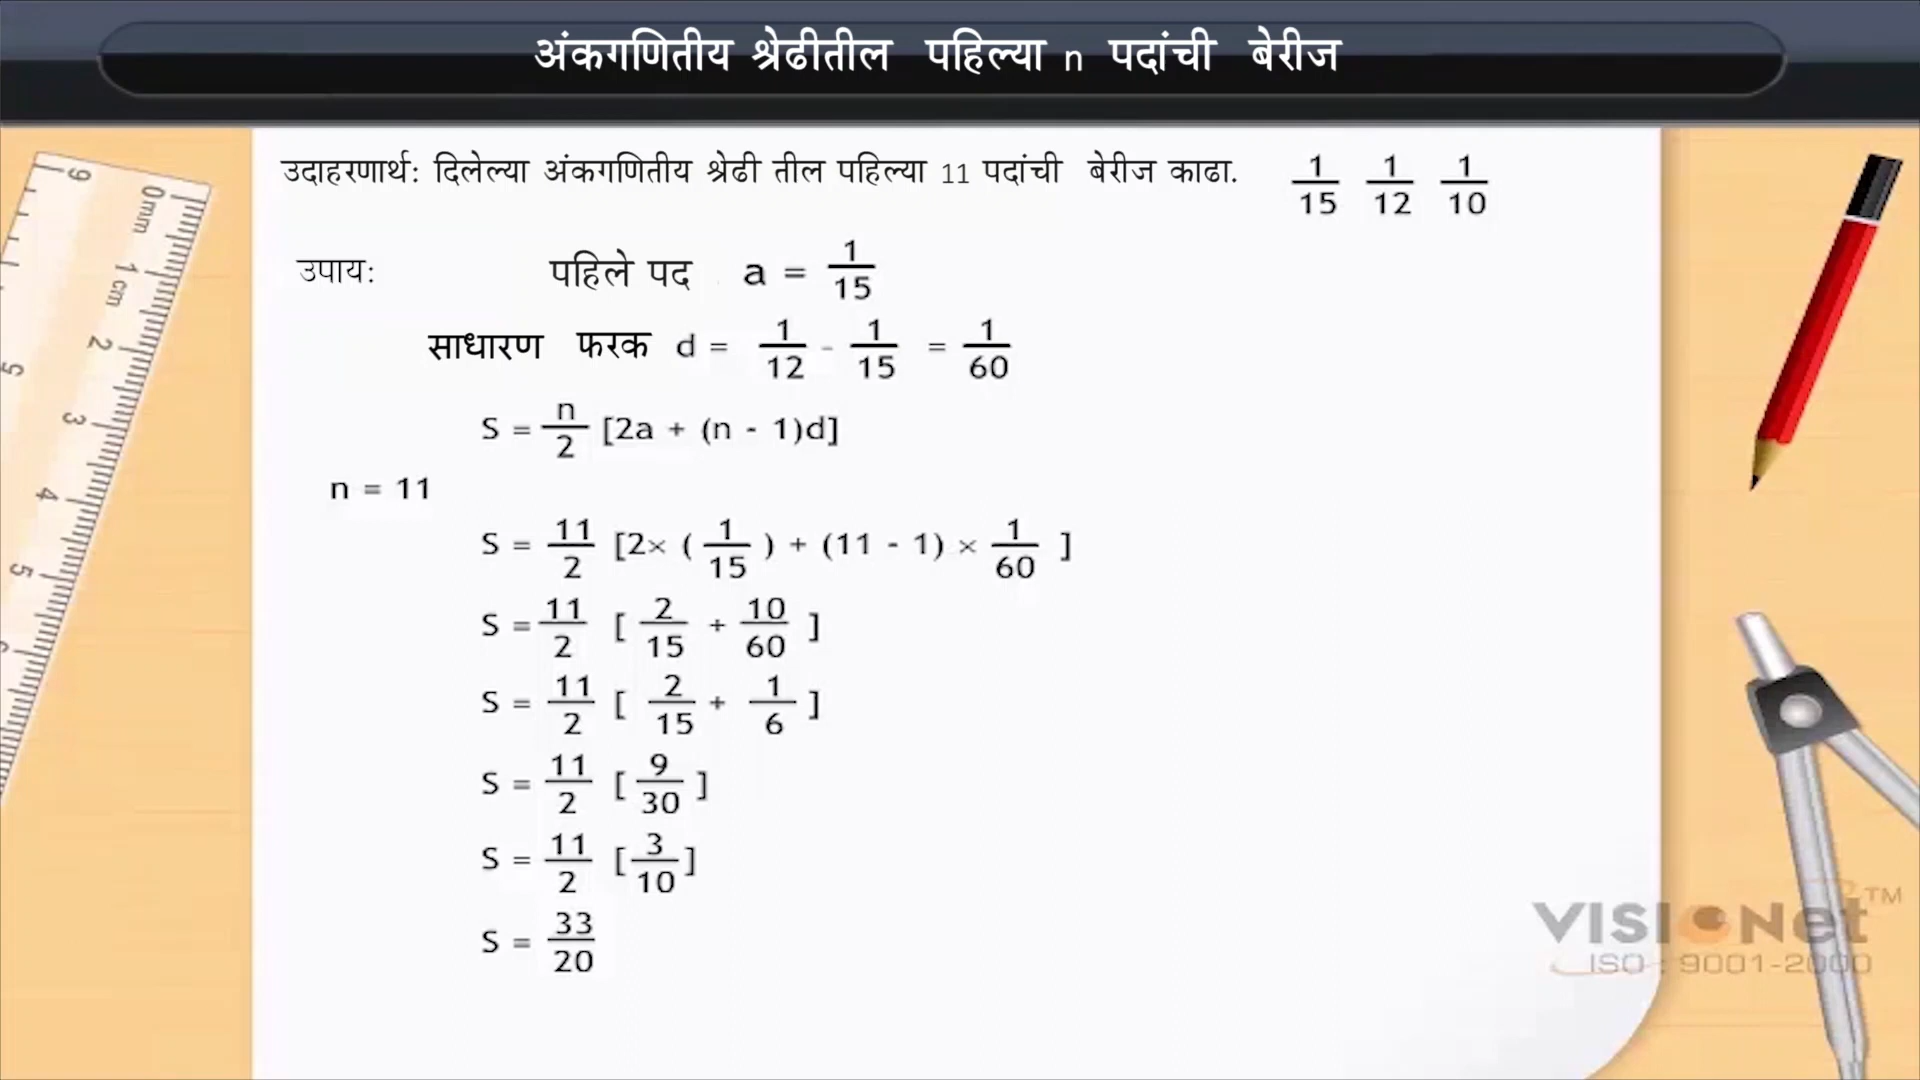 अंकगणितीय श्रेढीतील पहिल्या n पदांची बेरीज
उदाहरणार्थ: दिलेल्या अंकगणितीय श्रेढी तील पहिल्या 11 पदांची बेरीज काढा. 1/15 1/12 1/10
उपाय: पहिले पद a = 1/15
साधारण फरक d = 1/12 - 1/15 = 1/60
S = n/2 [2a + (n - 1)d]
n = 11
S = 11/2 [2× (1/15) + (11 - 1) × 1/60 ]
S = 11/2 [ 2/15 + 10/60 ]
S = 11/2 [ 2/15 + 1/6 ]
S = 11/2 [ 9/30 ]
S = 11/2 [3/10]
S = 33/20
0mm
1 cm
2
3
4
5
9
VISIONet™
ISO : 9001-2000